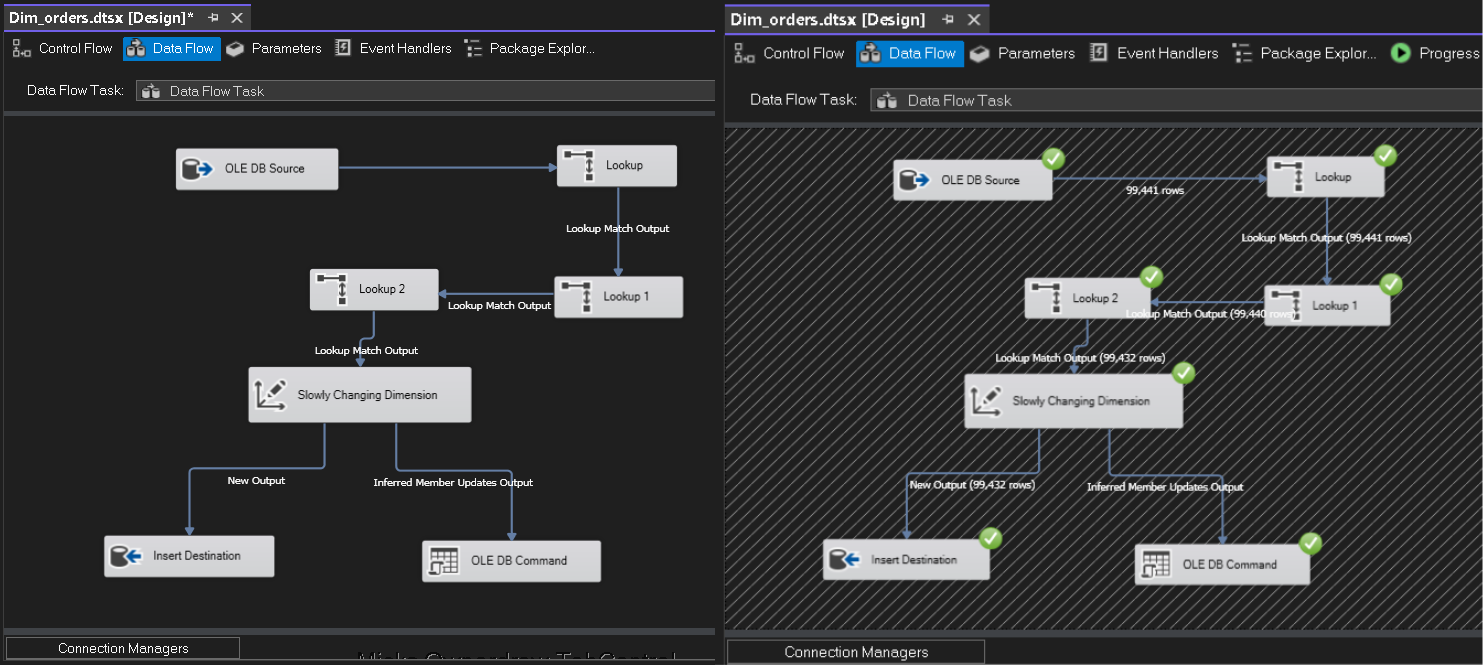 Dim_orders.dtsx [Design]*
Control Flow Data Flow Parameters Event Handlers Package Explor...
Data Flow Task: Data Flow Task
OLE DB Source
Lookup
Lookup Match Output
Lookup 2
Lookup Match Output
Lookup 1
Lookup Match Output
Slowly Changing Dimension
New Output
Inferred Member Updates Output
Insert Destination
OLE DB Command
Connection Managers
Dim_orders.dtsx [Design]
Control Flow Data Flow Parameters Event Handlers Package Explor... Progress
Data Flow Task: Data Flow Task
OLE DB Source
99,441 rows
Lookup
Lookup Match Output (99,441 rows)
Lookup 2
Lookup Match Output (99,440 rows)
Lookup 1
Lookup Match Output (99,432 rows)
Slowly Changing Dimension
New Output (99,432 rows)
Inferred Member Updates Output
Insert Destination
OLE DB Command
Connection Managers